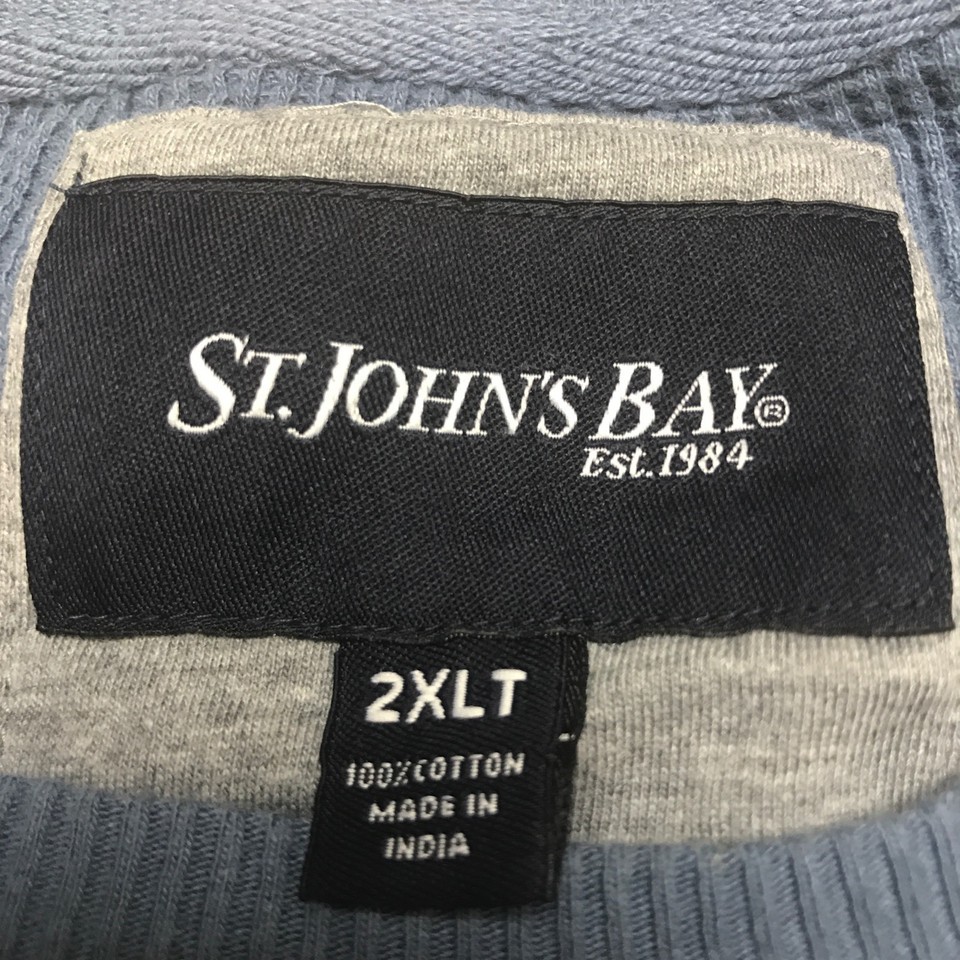 ST. JOHN'S BAY®
Est. 1984
2XLT
100% COTTON
MADE IN
INDIA